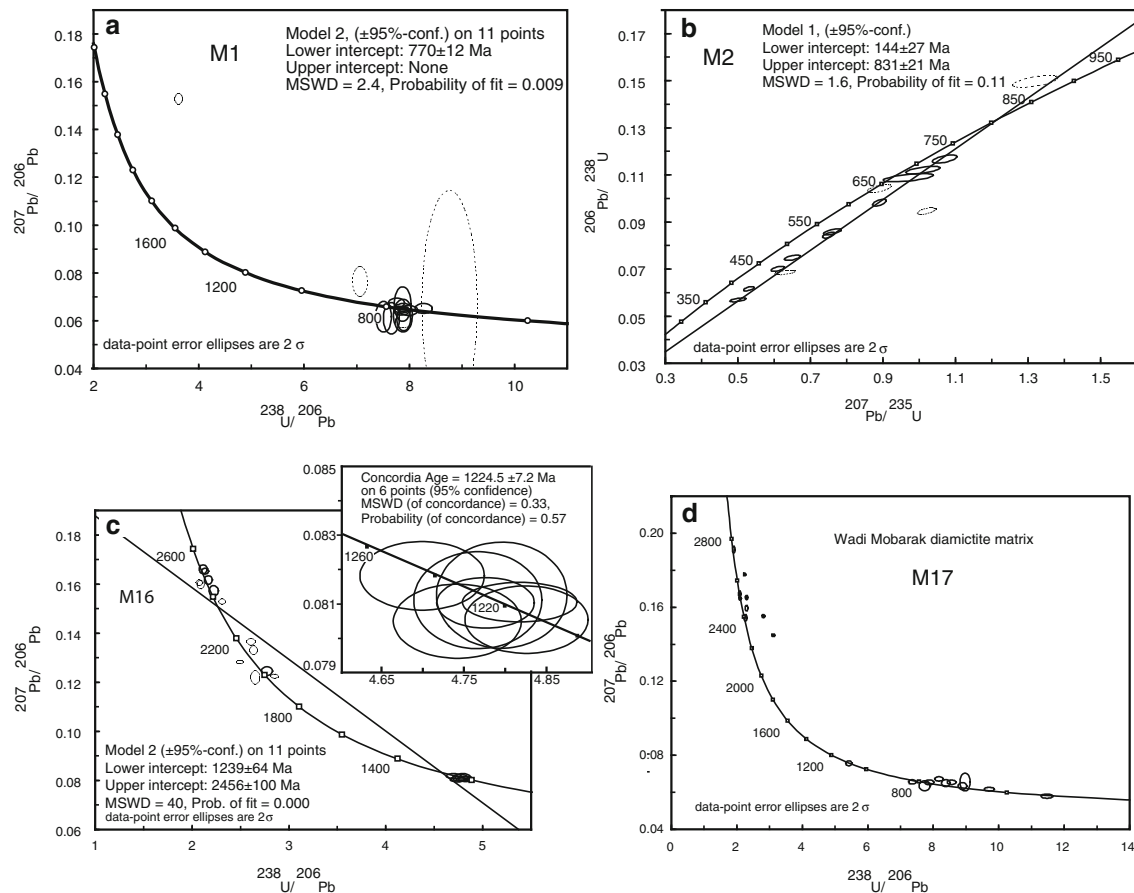 a
M1
Model 2, (±95%-conf.) on 11 points
Lower intercept: 770±12 Ma
Upper intercept: None
MSWD = 2.4, Probability of fit = 0.009
0.18
0.16
0.14
0.12
0.10
0.08
0.06
0.04
207Pb/ 206Pb
1600
1200
800
data-point error ellipses are 2 σ
2 4 6 8 10
238U/ 206Pb
b
M2
Model 1, (±95%-conf.)
Lower intercept: 144±27 Ma
Upper intercept: 831±21 Ma
MSWD = 1.6, Probability of fit = 0.11
0.17
0.15
0.13
0.11
0.09
0.07
0.05
0.03
206Pb/ 238U
950
850
750
650
550
450
350
data-point error ellipses are 2 σ
0.3 0.5 0.7 0.9 1.1 1.3 1.5
207Pb/ 235U
c
M16
0.18
0.16
0.14
0.12
0.10
0.08
0.06
207Pb/ 206Pb
2600
2200
1800
1400
Model 2 (±95%-conf.) on 11 points
Lower intercept: 1239±64 Ma
Upper intercept: 2456±100 Ma
MSWD = 40, Prob. of fit = 0.000
data-point error ellipses are 2σ
1 2 3 4 5
238U/ 206Pb
Concordia Age = 1224.5 ±7.2 Ma
on 6 points (95% confidence)
MSWD (of concordance) = 0.33,
Probability (of concordance) = 0.57
0.085
0.083
0.081
0.079
1260
1220
4.65 4.75 4.85
d
Wadi Mobarak diamictite matrix
M17
0.20
0.16
0.12
0.08
0.04
207Pb/ 206Pb
2800
2400
2000
1600
1200
800
data-point error ellipses are 2 σ
0 2 4 6 8 10 12 14
238U/ 206Pb